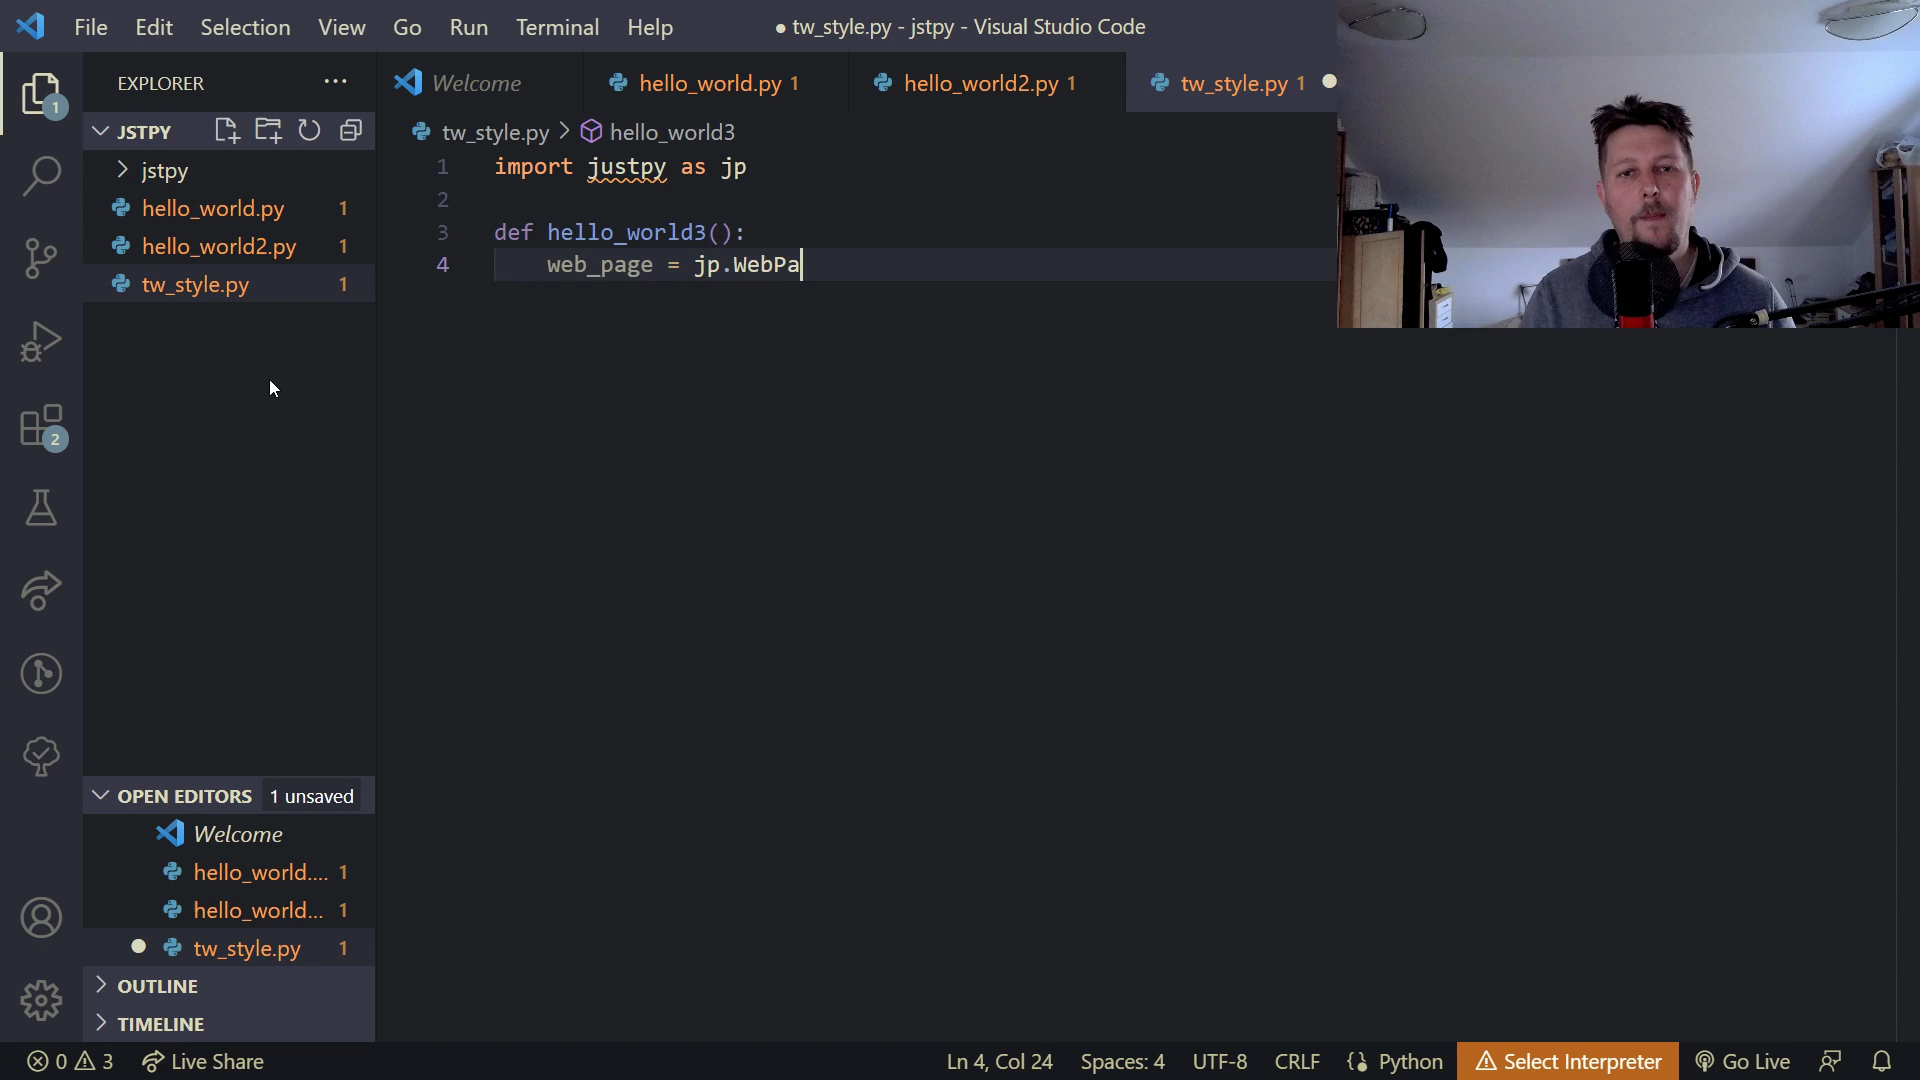 File Edit Selection View Go Run Terminal Help
● tw_style.py - jstpy - Visual Studio Code
EXPLORER
Welcome
hello_world.py 1
hello_world2.py 1
tw_style.py 1
1
JSTPY
jstpy
hello_world.py 1
hello_world2.py 1
tw_style.py 1
2
tw_style.py > hello_world3
1 import justpy as jp
2
3 def hello_world3():
4 web_page = jp.WebPa
OPEN EDITORS 1 unsaved
Welcome
hello_world.... 1
hello_world... 1
tw_style.py 1
OUTLINE
TIMELINE
0 3 Live Share
Ln 4, Col 24 Spaces: 4 UTF-8 CRLF Python Select Interpreter Go Live